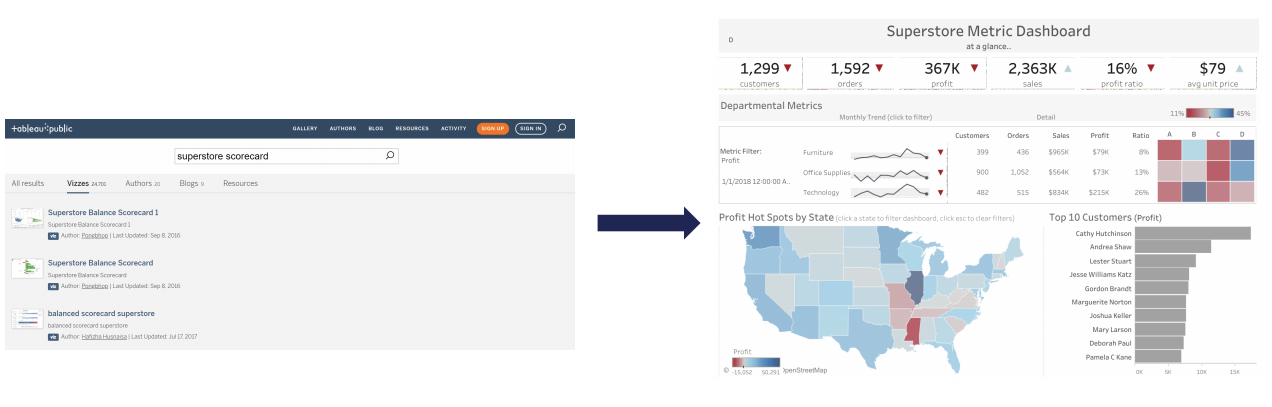 +ableau:public
GALLERY AUTHORS BLOG RESOURCES ACTIVITY SIGN UP SIGN IN
superstore scorecard
All results Vizzes 24,701 Authors 20 Blogs 9 Resources
Superstore Balance Scorecard 1
Superstore Balance Scorecard 1
viz Author: Ponebhop | Last Updated: Sep 8, 2016
Superstore Balance Scorecard
Superstore Balance Scorecard
viz Author: Ponebhop | Last Updated: Sep 8, 2016
balanced scorecard superstore
balanced scorecard superstore
viz Author: Hafizha Husnaisa | Last Updated: Jul 17, 2017
Superstore Metric Dashboard
D
at a glance..
1,299 1,592 367K 2,363K 16% $79
customers orders profit sales profit ratio avg unit price
Departmental Metrics
Monthly Trend (click to filter) Detail 11% 45%
Customers Orders Sales Profit Ratio A B C D
Metric Filter:
Profit
1/1/2018 12:00:00 A..
Furniture 399 436 $965K $79K 8%
Office Supplies 900 1,052 $564K $73K 13%
Technology 482 515 $834K $215K 26%
Profit Hot Spots by State (click a state to filter dashboard, click esc to clear filters)
Profit
-15,052 50,291
© OpenStreetMap
Top 10 Customers (Profit)
Cathy Hutchinson
Andrea Shaw
Lester Stuart
Jesse Williams Katz
Gordon Brandt
Marguerite Norton
Joshua Keller
Mary Larson
Deborah Paul
Pamela C Kane
0K 5K 10K 15K